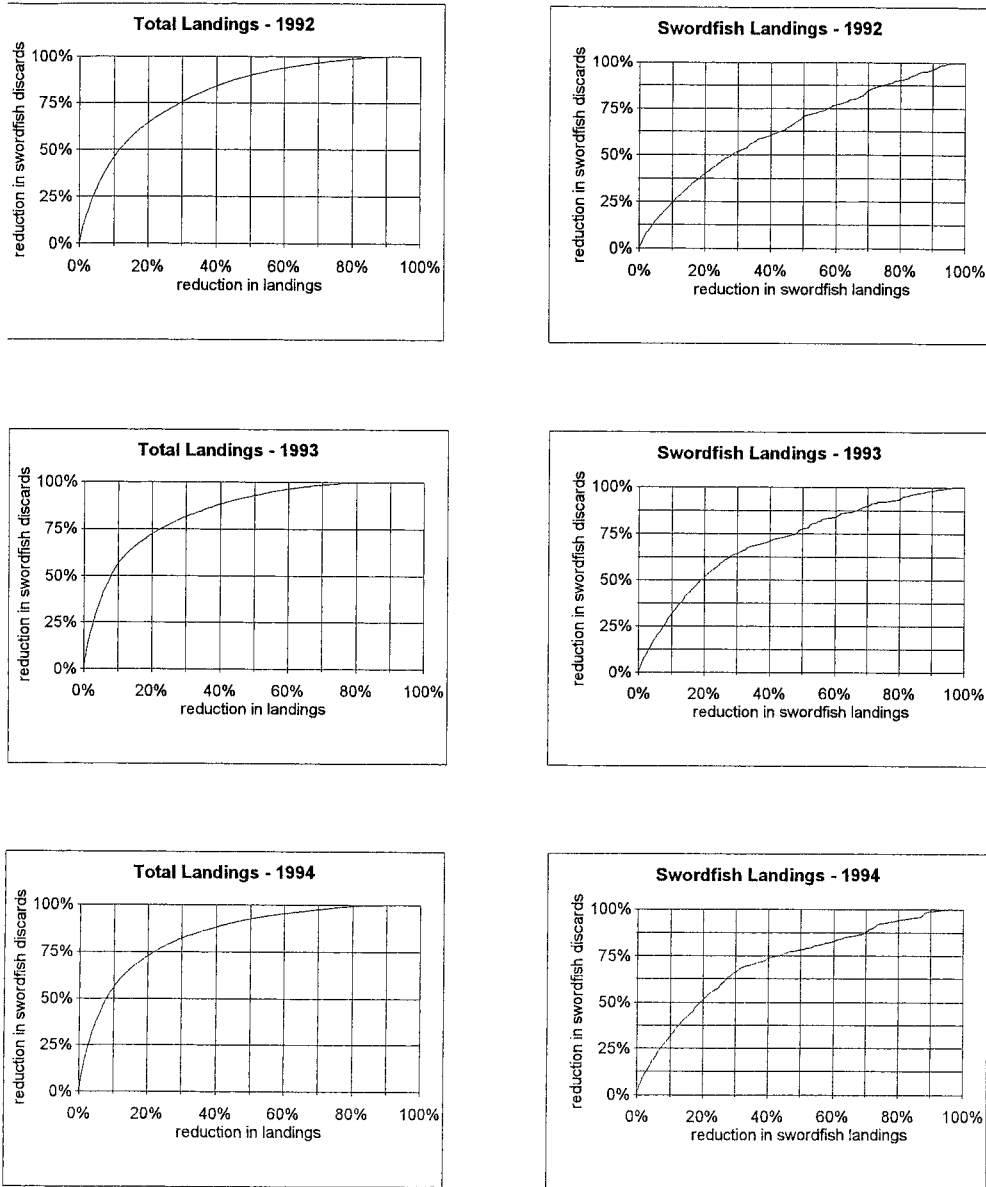 Total Landings - 1992
reduction in swordfish discards
100%
75%
50%
25%
0%
0% 20% 40% 60% 80% 100%
reduction in landings
Swordfish Landings - 1992
reduction in swordfish discards
100%
75%
50%
25%
0%
0% 20% 40% 60% 80% 100%
reduction in swordfish landings
Total Landings - 1993
reduction in swordfish discards
100%
75%
50%
25%
0%
0% 20% 40% 60% 80% 100%
reduction in landings
Swordfish Landings - 1993
reduction in swordfish discards
100%
75%
50%
25%
0%
0% 20% 40% 60% 80% 100%
reduction in swordfish landings
Total Landings - 1994
reduction in swordfish discards
100%
75%
50%
25%
0%
0% 20% 40% 60% 80% 100%
reduction in landings
Swordfish Landings - 1994
reduction in swordfish discards
100%
75%
50%
25%
0%
0% 20% 40% 60% 80% 100%
reduction in swordfish landings